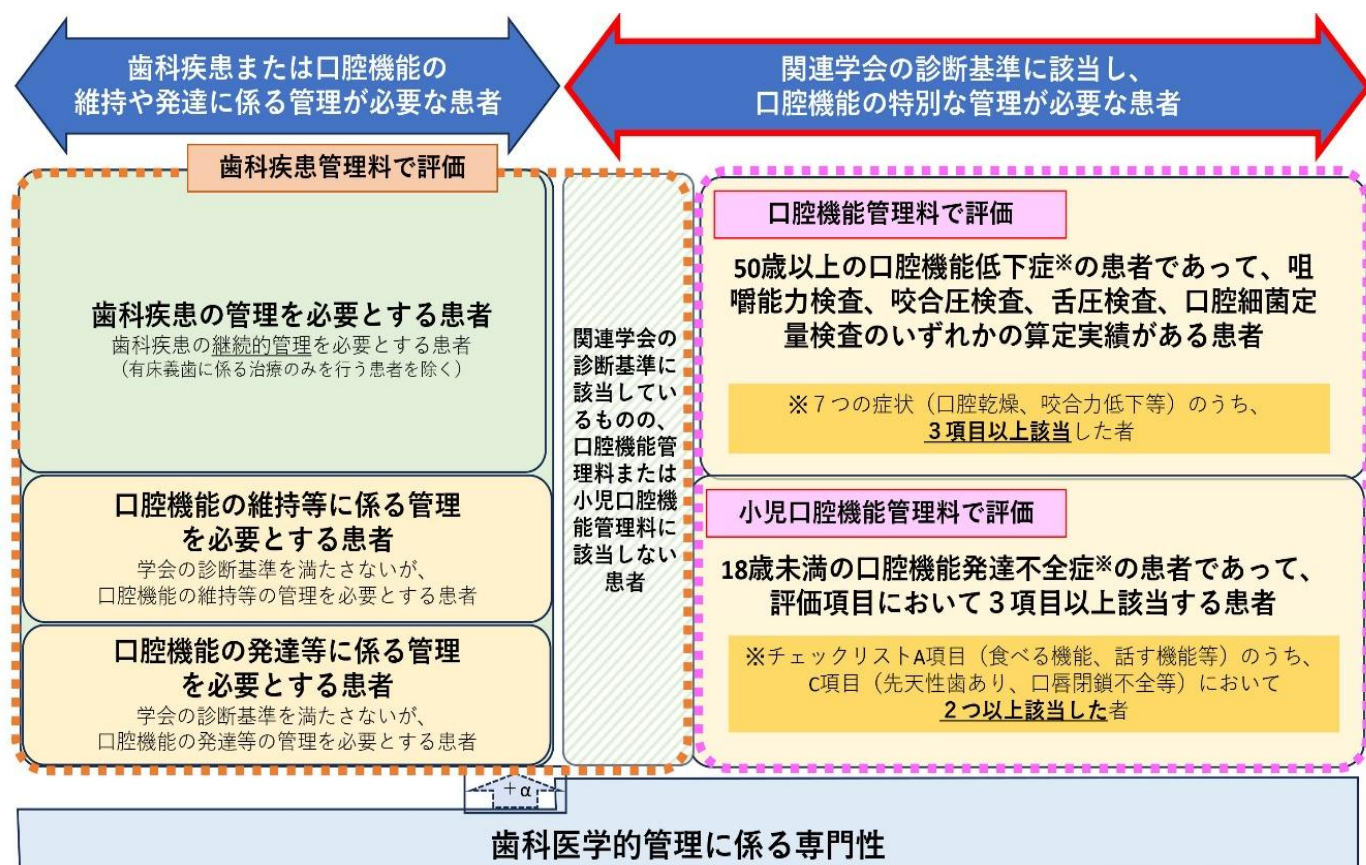 歯科疾患または口腔機能の
維持や発達に係る管理が必要な患者
関連学会の診断基準に該当し、
口腔機能の特別な管理が必要な患者
歯科疾患管理料で評価
歯科疾患の管理を必要とする患者
歯科疾患の継続的管理を必要とする患者
（有床義歯に係る治療のみを行う患者を除く）
口腔機能の維持等に係る管理
を必要とする患者
学会の診断基準を満たさないが、
口腔機能の維持等の管理を必要とする患者
口腔機能の発達等に係る管理
を必要とする患者
学会の診断基準を満たさないが、
口腔機能の発達等の管理を必要とする患者
関連学会の
診断基準に
該当してい
るものの、
口腔機能管
理料または
小児口腔機
能管理料に
該当しない
患者
口腔機能管理料で評価
50歳以上の口腔機能低下症※の患者であって、咀
嚼能力検査、咬合圧検査、舌圧検査、口腔細菌定
量検査のいずれかの算定実績がある患者
※７つの症状（口腔乾燥、咬合力低下等）のうち、
３項目以上該当した者
小児口腔機能管理料で評価
18歳未満の口腔機能発達不全症※の患者であって、
評価項目において３項目以上該当する患者
※チェックリストA項目（食べる機能、話す機能等）のうち、
C項目（先天性歯あり、口唇閉鎖不全等）において
２つ以上該当した者
＋α
歯科医学的管理に係る専門性